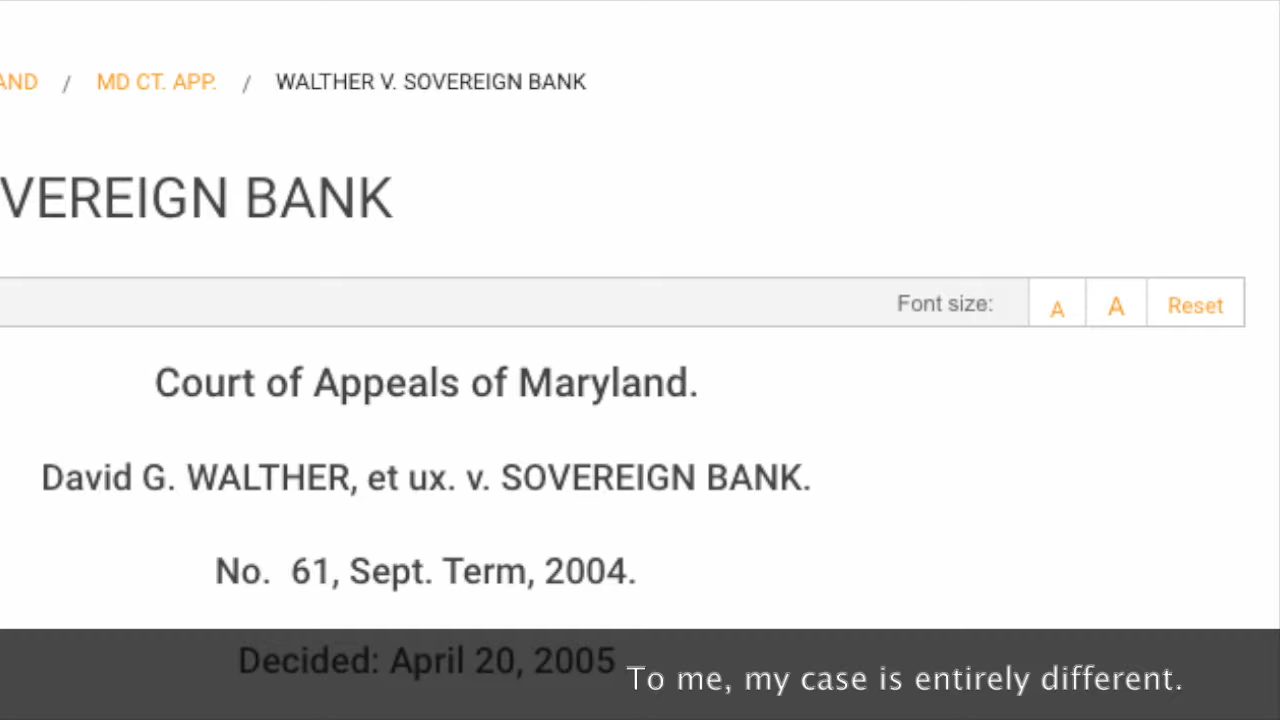 AND / MD CT. APP. / WALTHER V. SOVEREIGN BANK
VEREIGN BANK
Font size: A A Reset
Court of Appeals of Maryland.
David G. WALTHER, et ux. v. SOVEREIGN BANK.
No. 61, Sept. Term, 2004.
Decided: April 20, 2005
To me, my case is entirely different.